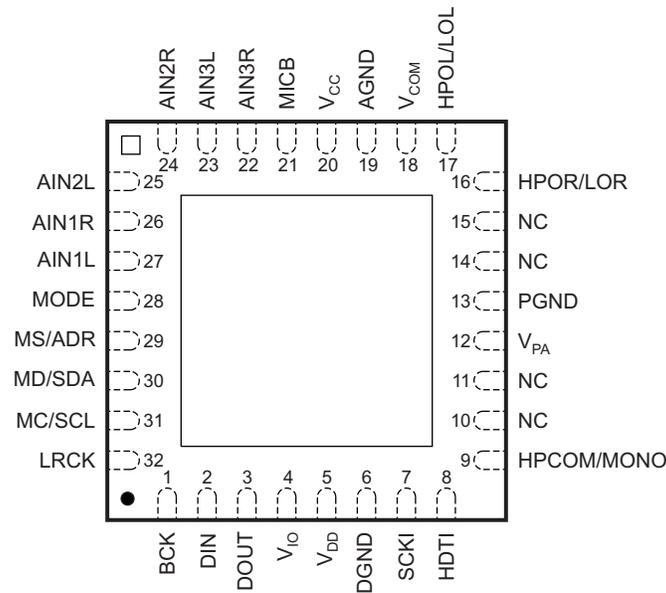 AIN2R AIN3L AIN3R MICB VCC AGND VCOM HPOL/LOL
24 23 22 21 20 19 18 17
AIN2L 25 16 HPOR/LOR
AIN1R 26 15 NC
AIN1L 27 14 NC
MODE 28 13 PGND
MS/ADR 29 12 VPA
MD/SDA 30 11 NC
MC/SCL 31 10 NC
LRCK 32 9 HPCOM/MONO
1 2 3 4 5 6 7 8
BCK DIN DOUT VIO VDD DGND SCKI HDTI